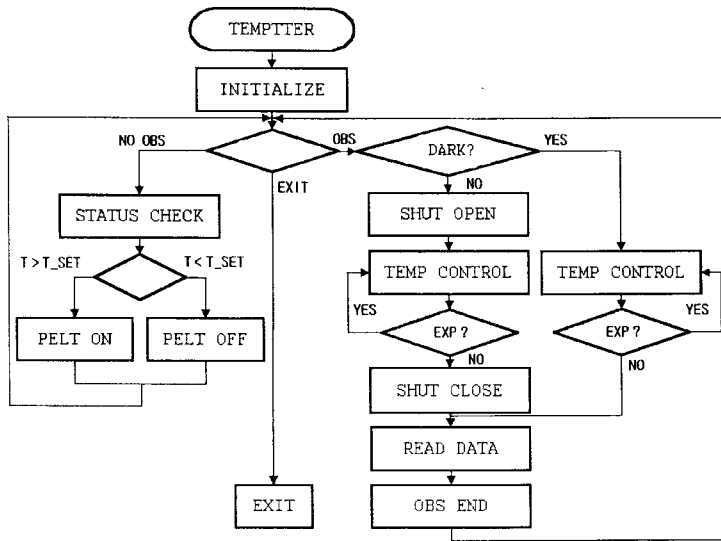 TEMPTTER
INITIALIZE
NO OBS
OBS
DARK?
YES
EXIT
NO
STATUS CHECK
SHUT OPEN
T>T_SET
T<T_SET
TEMP CONTROL
TEMP CONTROL
YES
YES
PELT ON
PELT OFF
EXP?
EXP?
NO
NO
SHUT CLOSE
READ DATA
EXIT
OBS END